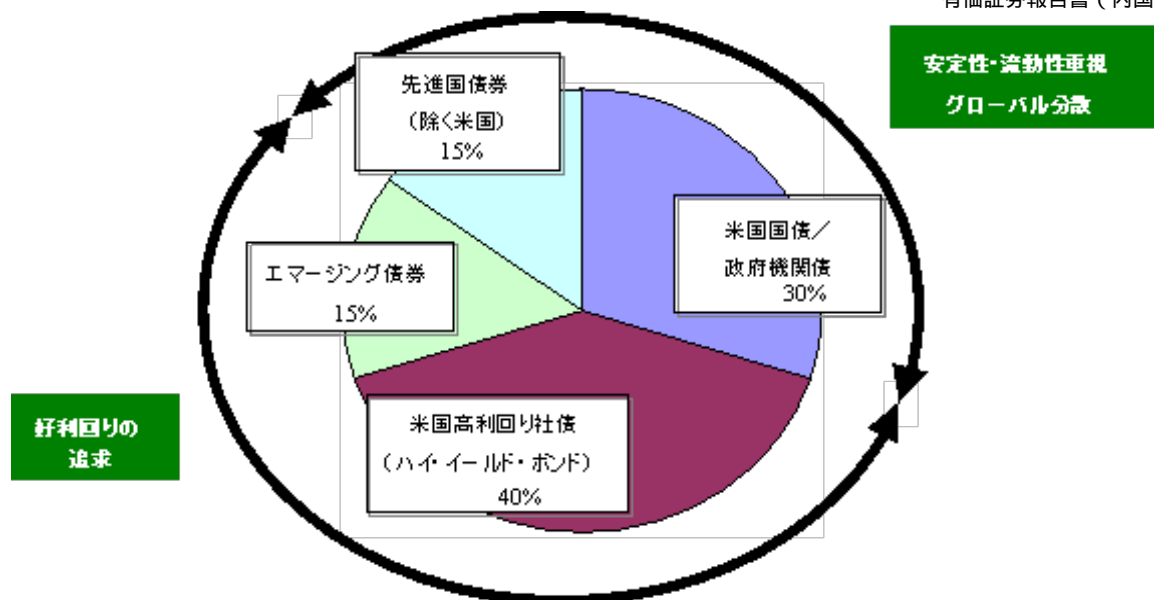 有価証券報告書(内国
安定性・流動性重視
グローバル分散
先進国債券
(除く米国)
15%
米国国債/
政府機関債
30%
エマージング債券
15%
米国高利回り社債
(ハイ・イールド・ボンド)
40%
好利回りの
追求